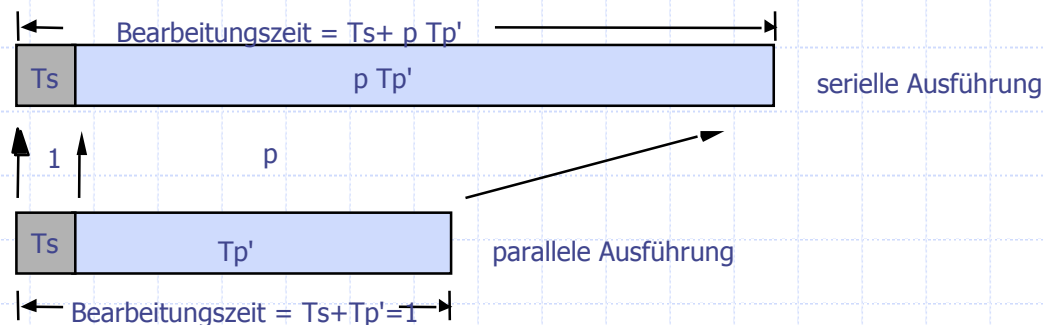 Bearbeitungszeit = Ts+ p Tp'
Ts
p Tp'
serielle Ausführung
1
p
Ts
Tp'
parallele Ausführung
Bearbeitungszeit = Ts+Tp'=1